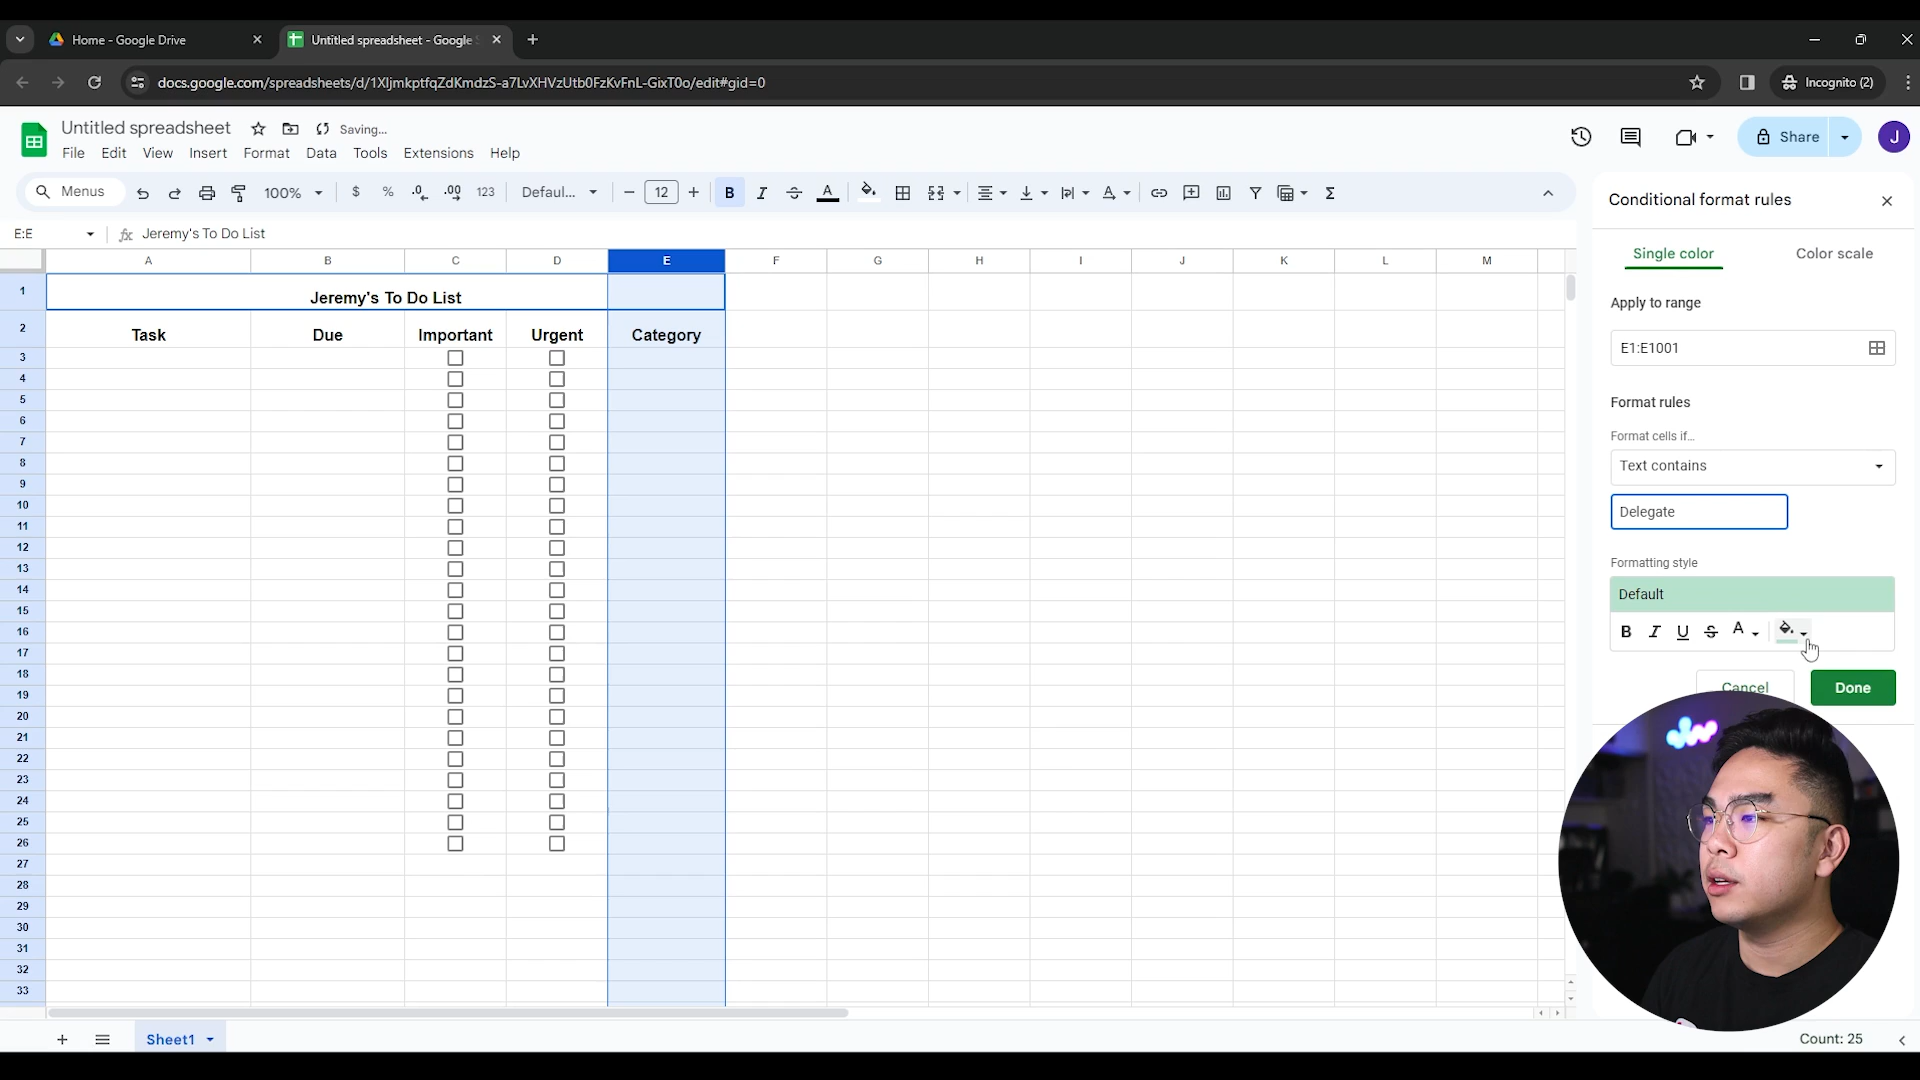 Home - Google Drive
Untitled spreadsheet - Google S
docs.google.com/spreadsheets/d/1XIjmkptfqZdKmdzS-a7LvXHVzUtb0FzKvFnL-GixT0o/edit#gid=0
Incognito (2)
Untitled spreadsheet
Saving...
File Edit View Insert Format Data Tools Extensions Help
Share
J
Menus
100%
$ % .0 .00 123
Defaul...
12
B I A
Conditional format rules
E:E
fx Jeremy's To Do List
Single color
Color scale
A B C D E F G H I J K L M
1 Jeremy's To Do List
2 Task Due Important Urgent Category
3
4
5
6
7
8
9
10
11
12
13
14
15
16
17
18
19
20
21
22
23
24
25
26
27
28
29
30
31
32
33
Apply to range
E1:E1001
Format rules
Format cells if...
Text contains
Delegate
Formatting style
Default
B I U S A
Cancel
Done
Sheet1
Count: 25